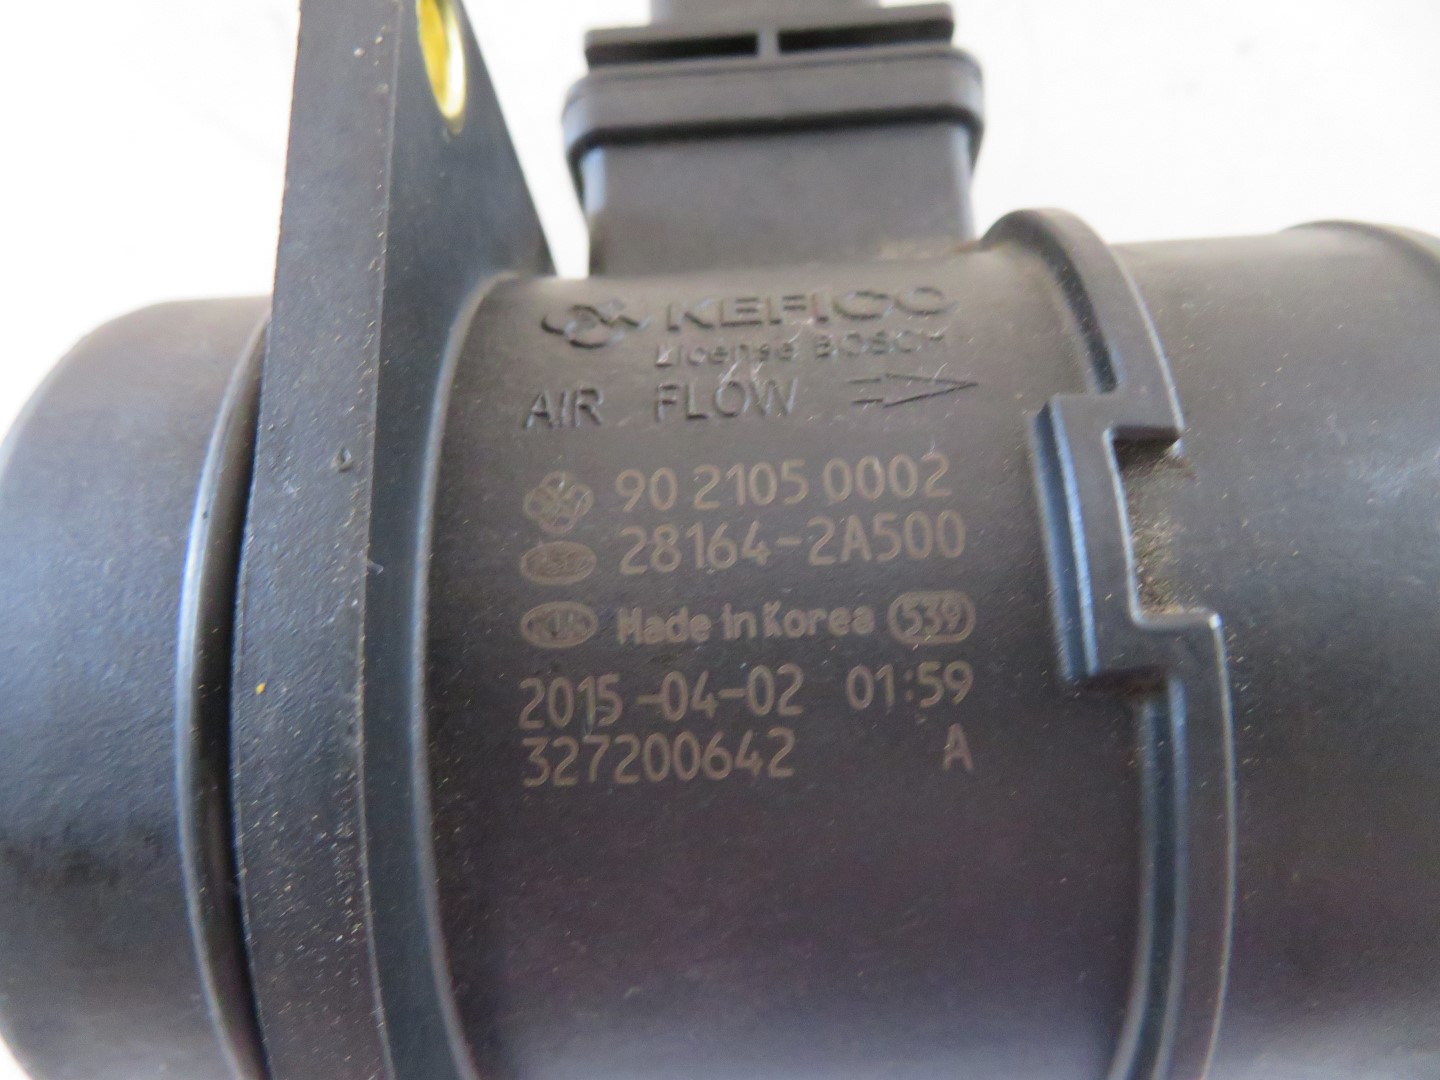 KEFICO
License BOSCH
AIR FLOW
90 2105 0002
28164-2A500
KIA Made in Korea 539
2015-04-02 01:59
327200642 A